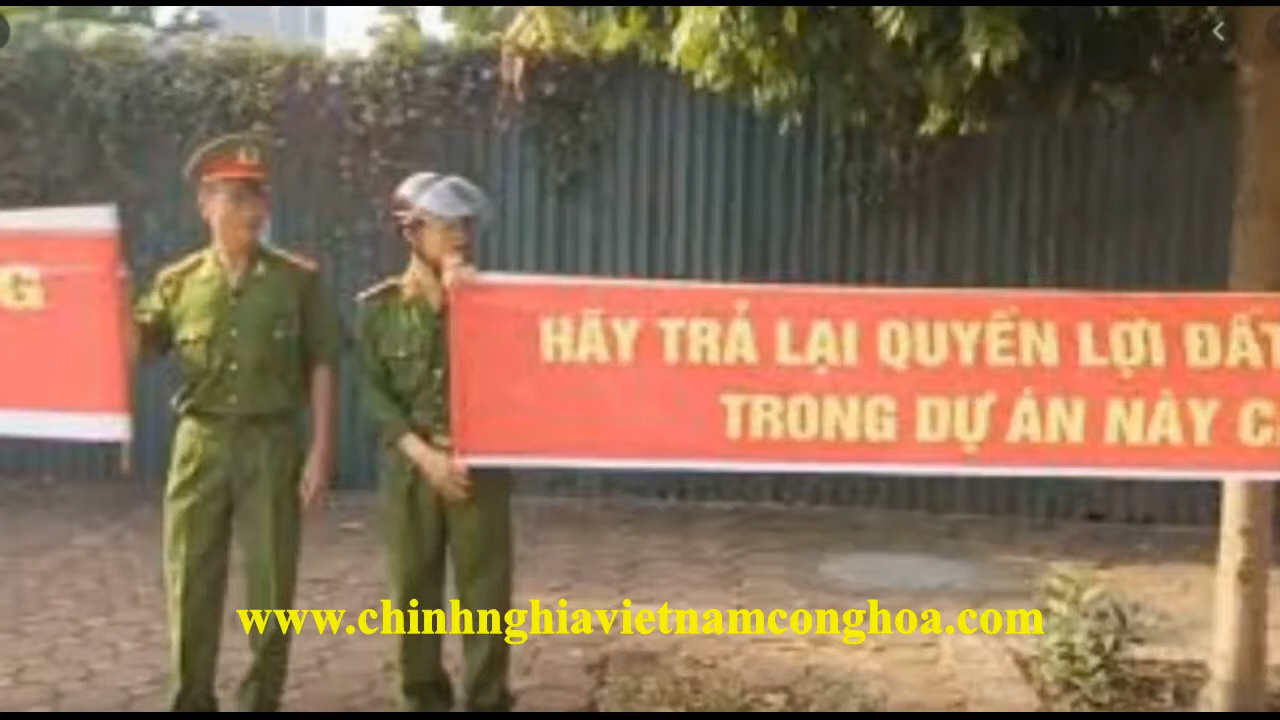 G
HÃY TRẢ LẠI QUYỀN LỢI ĐẤT
TRONG DỰ ÁN NÀY C
www.chinhnghiavietnamconghoa.com